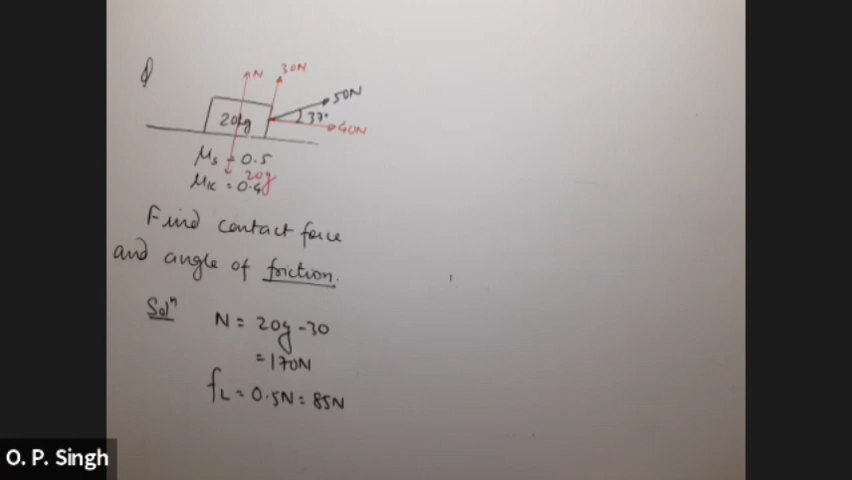 Q
N
30N
50N
37°
40N
20kg
μs = 0.5
20g
μK = 0.4
Find contact force
and angle of friction.
Solⁿ
N = 20g - 30
= 170N
fL = 0.5N = 85N
O. P. Singh